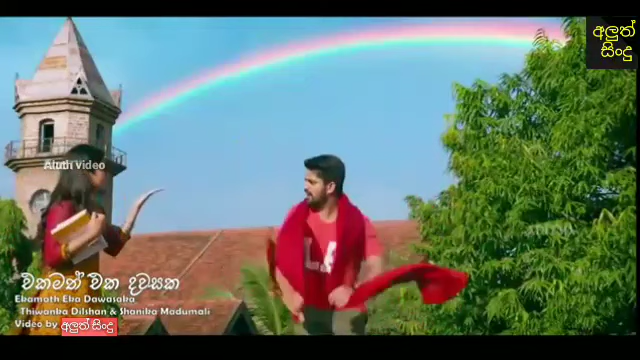 අලුත්
සිංදු
Aluth Video
එකමත් එක දවසක
Ekamath Eka Dawasaka
Thiwanka Dilshan & Shanika Madumali
Video by අලුත් සිංදු